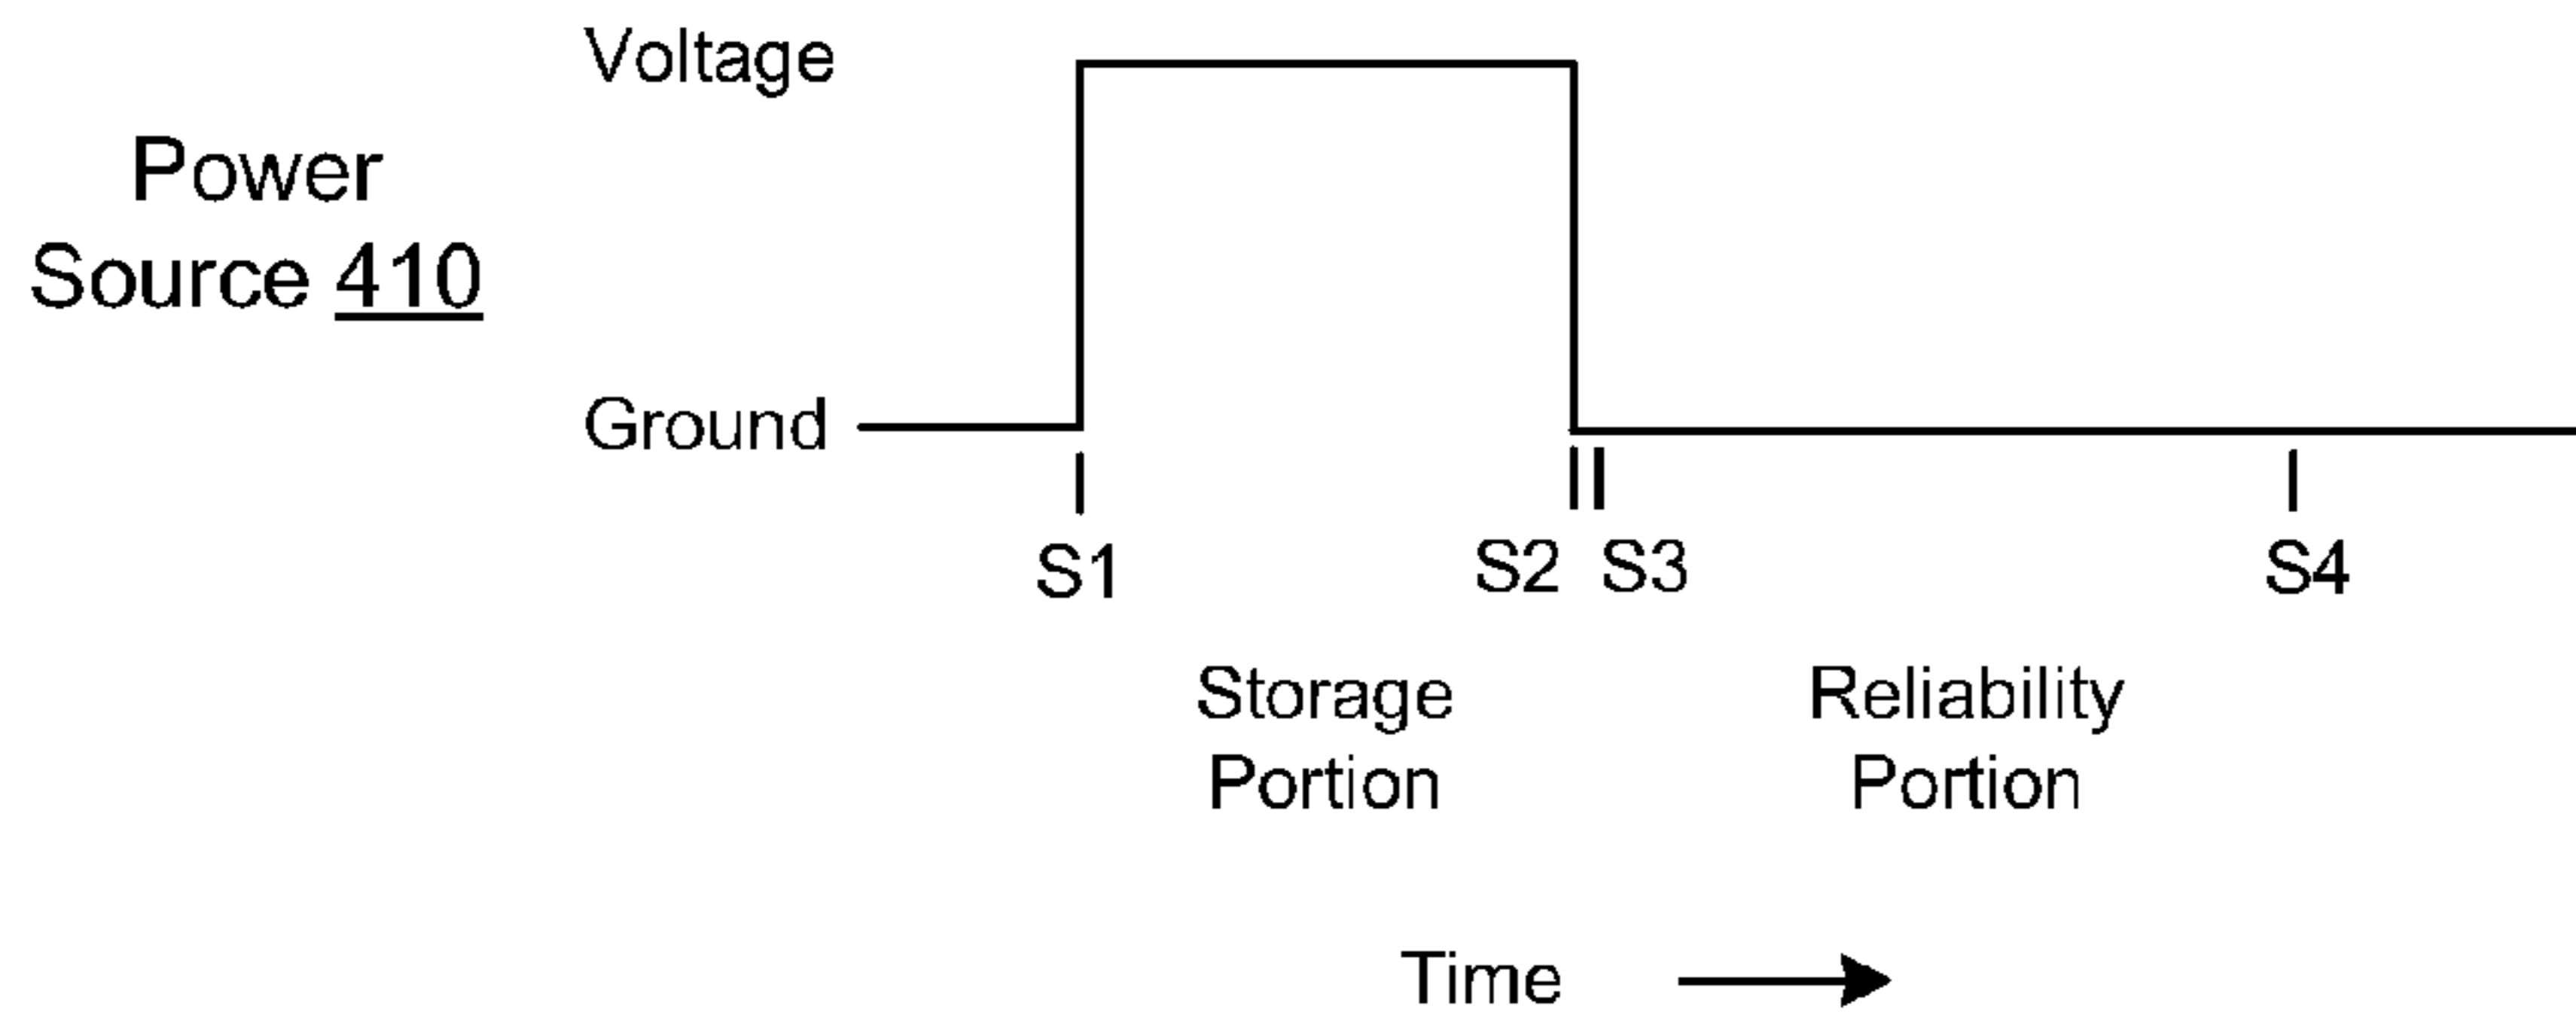 Voltage
Power
Source 410
Ground
S1
S2 S3
S4
Storage
Portion
Reliability
Portion
Time